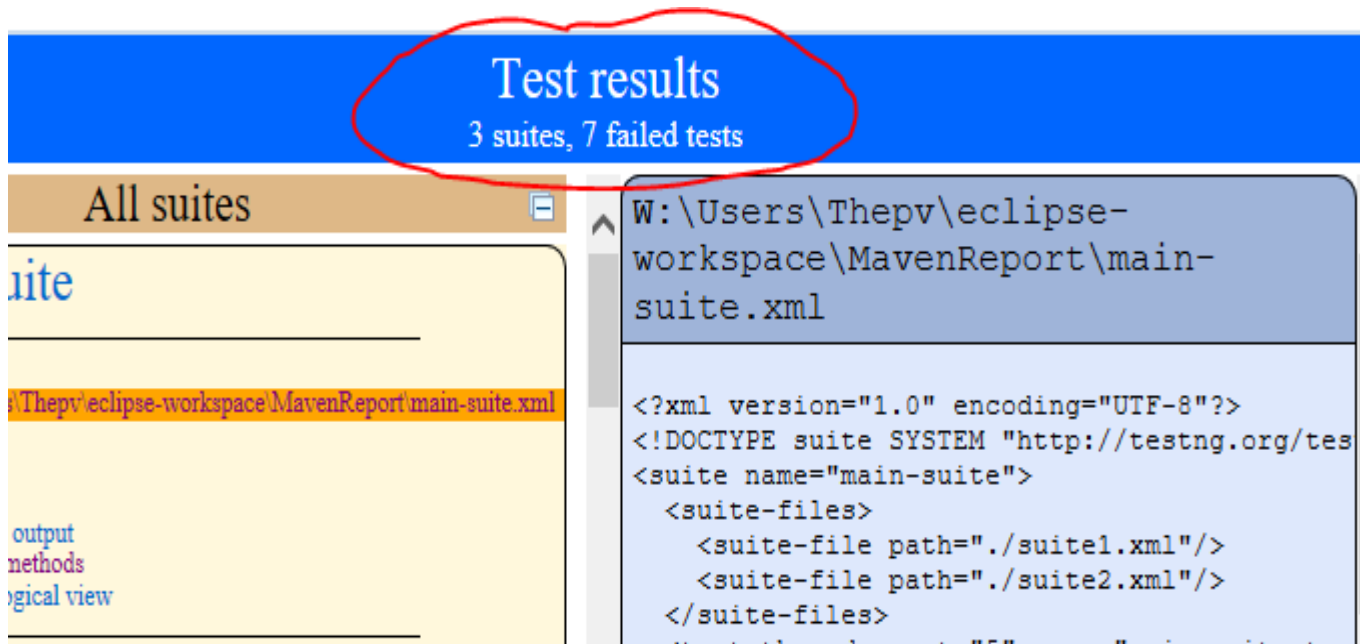 Test results
3 suites, 7 failed tests
All suites
\Thepv\eclipse-workspace\MavenReport\main-suite.xml
output
view
W:\Users\Thepv\eclipse-
workspace\MavenReport\main-
suite.xml
<?xml version="1.0" encoding="UTF-8"?>
<!DOCTYPE suite SYSTEM "http://testng.org/tes
<suite name="main-suite">
<suite-files>
<suite-file path="./suite1.xml"/>
<suite-file path="./suite2.xml"/>
</suite-files>